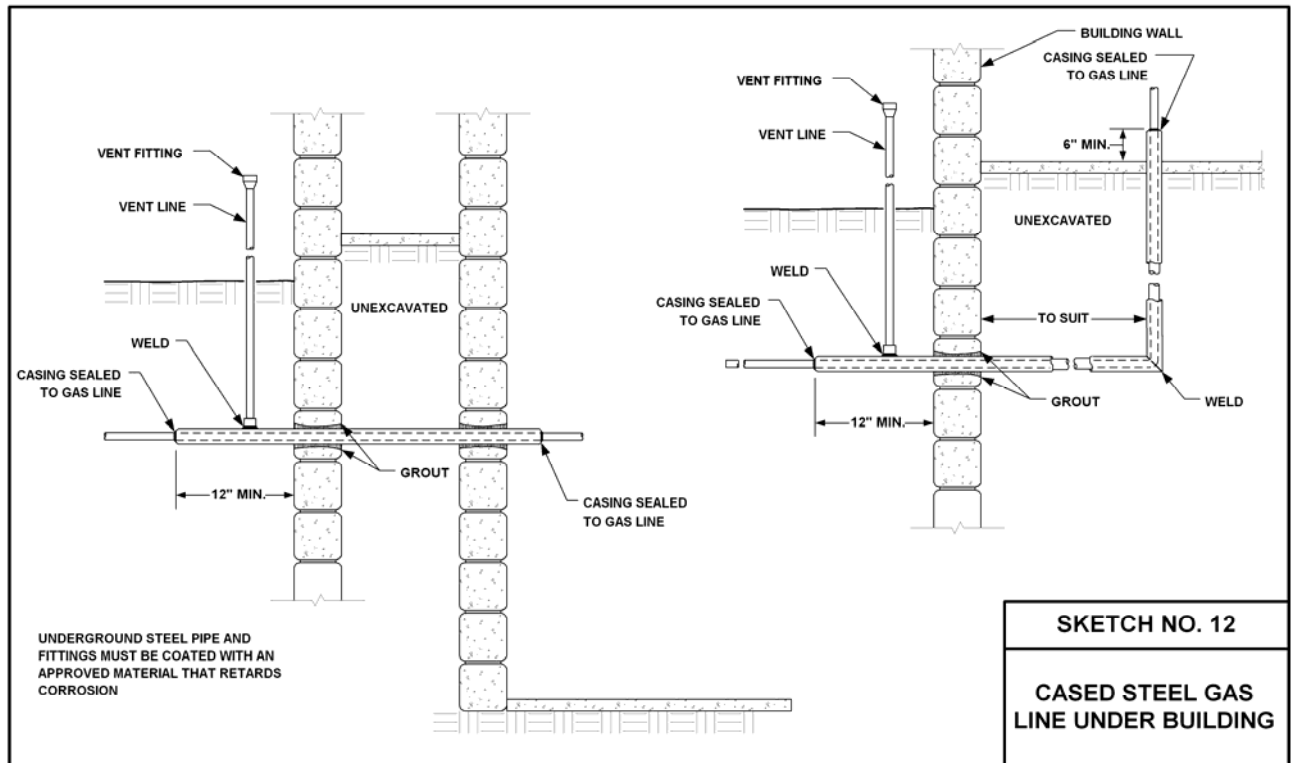 VENT FITTING
VENT LINE
UNEXCAVATED
WELD
CASING SEALED
TO GAS LINE
12" MIN.
GROUT
CASING SEALED
TO GAS LINE
UNDERGROUND STEEL PIPE AND
FITTINGS MUST BE COATED WITH AN
APPROVED MATERIAL THAT RETARDS
CORROSION
BUILDING WALL
CASING SEALED
TO GAS LINE
VENT FITTING
VENT LINE
6" MIN.
UNEXCAVATED
WELD
CASING SEALED
TO GAS LINE
TO SUIT
12" MIN.
GROUT
WELD
SKETCH NO. 12
CASED STEEL GAS
LINE UNDER BUILDING